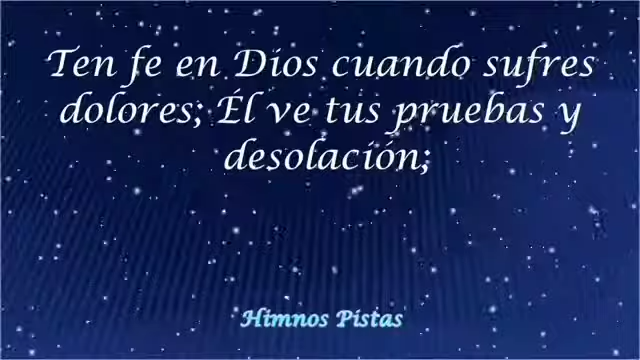 Ten fe en Dios cuando sufres
dolores; Él ve tus pruebas y
desolación;
Himnos Pistas